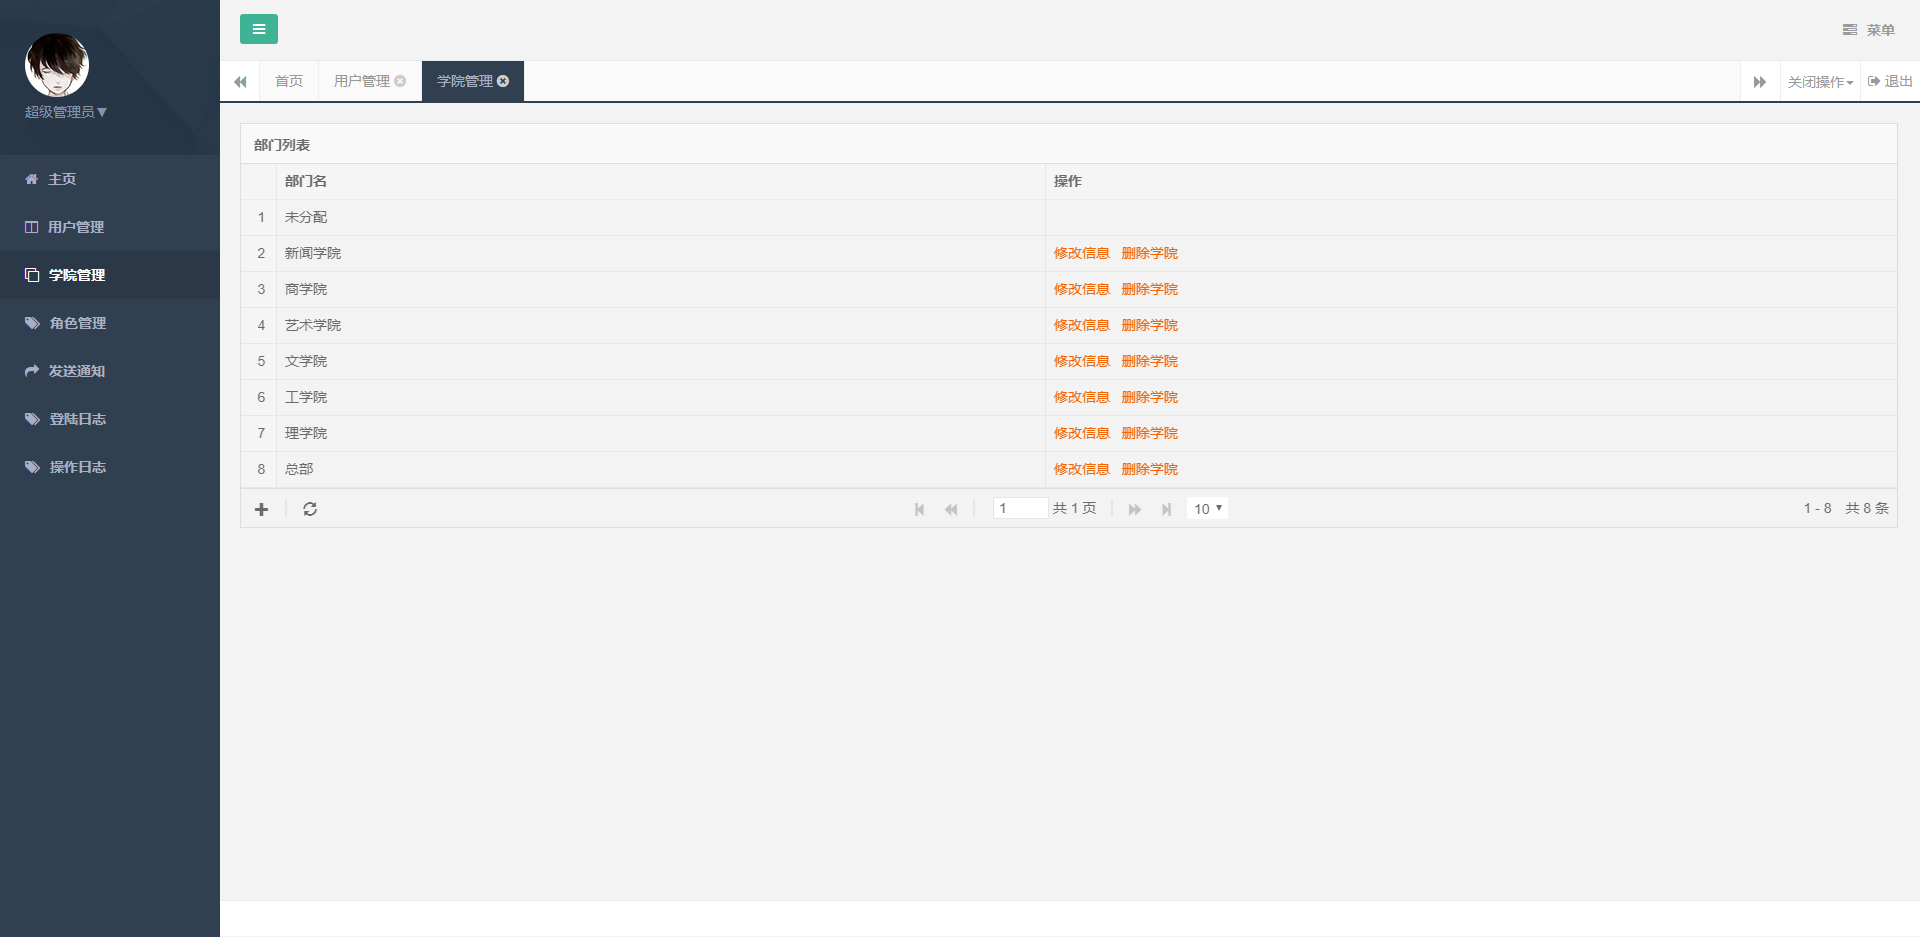 菜单
首页 用户管理 学院管理 关闭操作 退出
超级管理员▼
主页
用户管理
学院管理
角色管理
发送通知
登陆日志
操作日志
部门列表
部门名 操作
1 未分配
2 新闻学院 修改信息 删除学院
3 商学院 修改信息 删除学院
4 艺术学院 修改信息 删除学院
5 文学院 修改信息 删除学院
6 工学院 修改信息 删除学院
7 理学院 修改信息 删除学院
8 总部 修改信息 删除学院
1 共 1 页 10 1 - 8 共 8 条